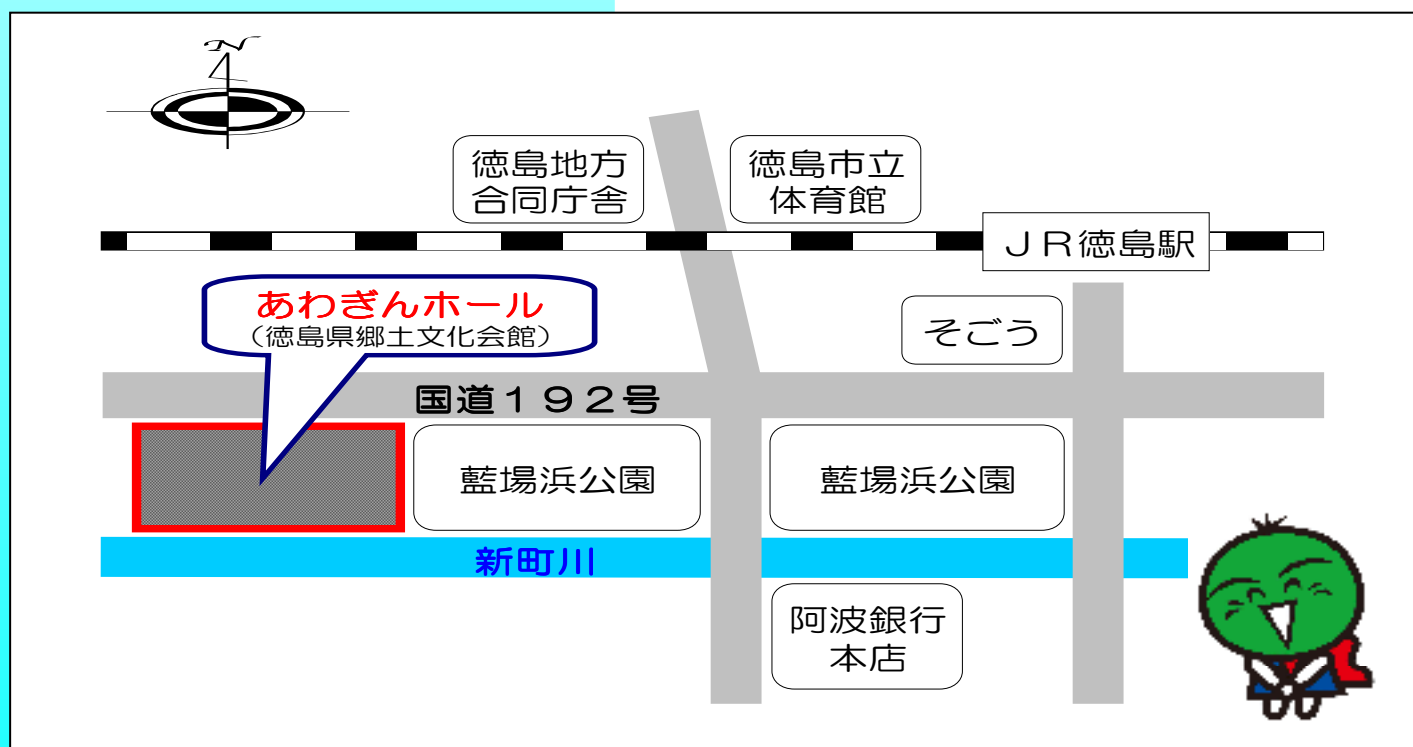 N
徳島地方
合同庁舎
徳島市立
体育館
ＪＲ徳島駅
あわぎんホール
（徳島県郷土文化会館）
そごう
国道１９２号
藍場浜公園
藍場浜公園
新町川
阿波銀行
本店